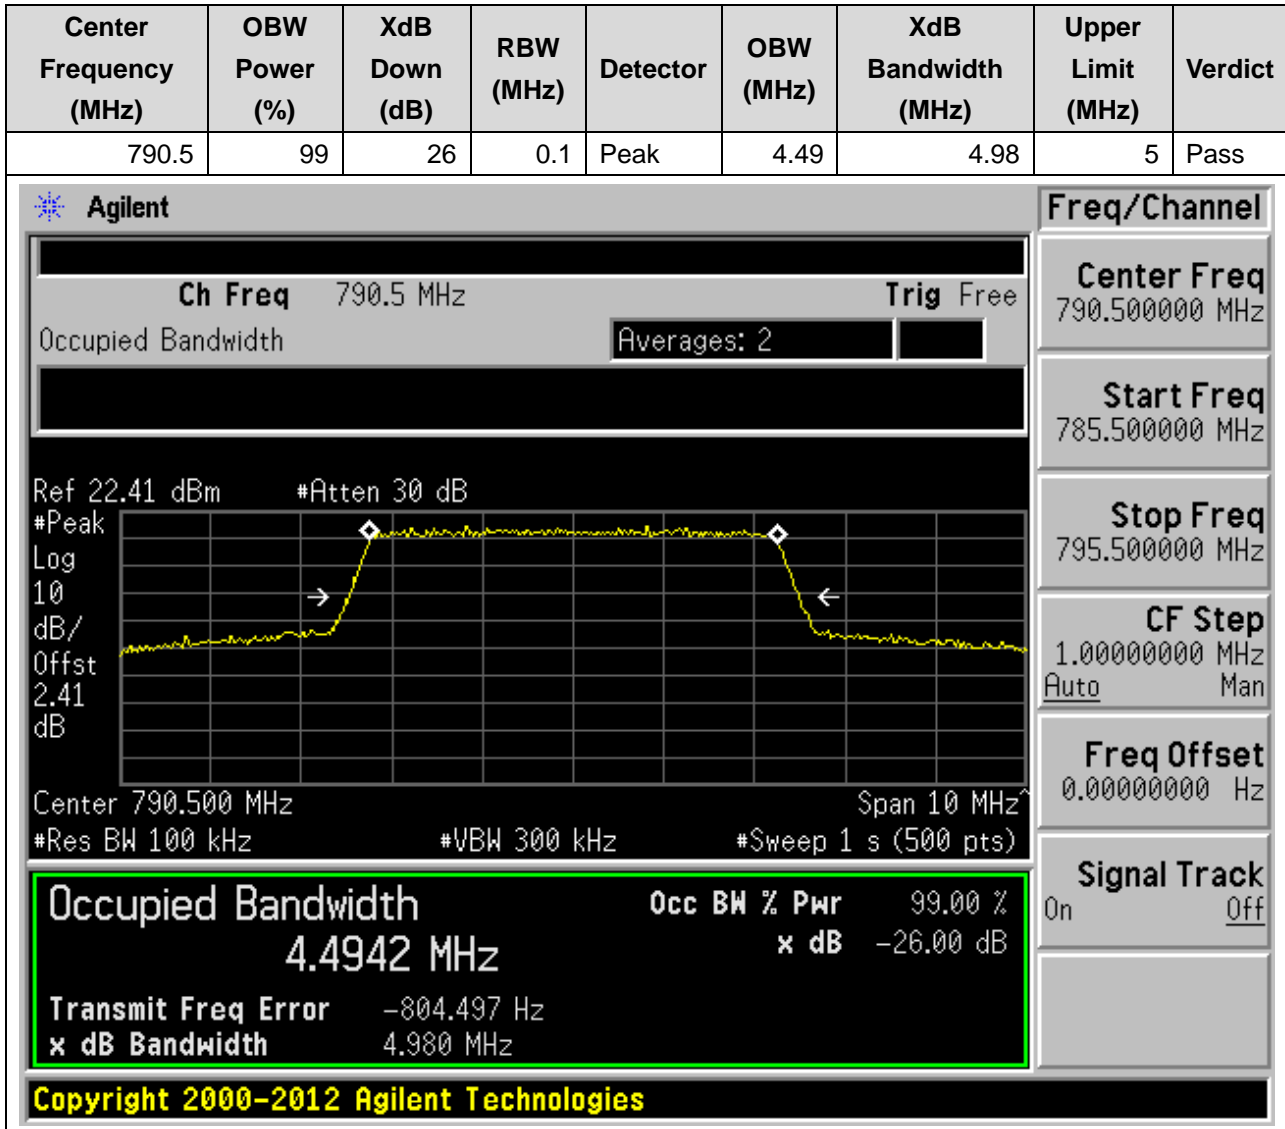 Center Frequency (MHz) OBW Power (%) XdB Down (dB) RBW (MHz) Detector OBW (MHz) XdB Bandwidth (MHz) Upper Limit (MHz) Verdict
790.5 99 26 0.1 Peak 4.49 4.98 5 Pass
Agilent
Freq/Channel
Ch Freq 790.5 MHz Trig Free
Occupied Bandwidth Averages: 2
Center Freq
790.500000 MHz
Start Freq
785.500000 MHz
Stop Freq
795.500000 MHz
CF Step
1.00000000 MHz
Auto Man
Freq Offset
0.00000000 Hz
Signal Track
On Off
Ref 22.41 dBm #Atten 30 dB
#Peak
Log
10
dB/
Offst
2.41
dB
Center 790.500 MHz Span 10 MHz^
#Res BW 100 kHz #VBW 300 kHz #Sweep 1 s (500 pts)
Occupied Bandwidth Occ BW % Pwr 99.00 %
4.4942 MHz x dB -26.00 dB
Transmit Freq Error -804.497 Hz
x dB Bandwidth 4.980 MHz
Copyright 2000-2012 Agilent Technologies